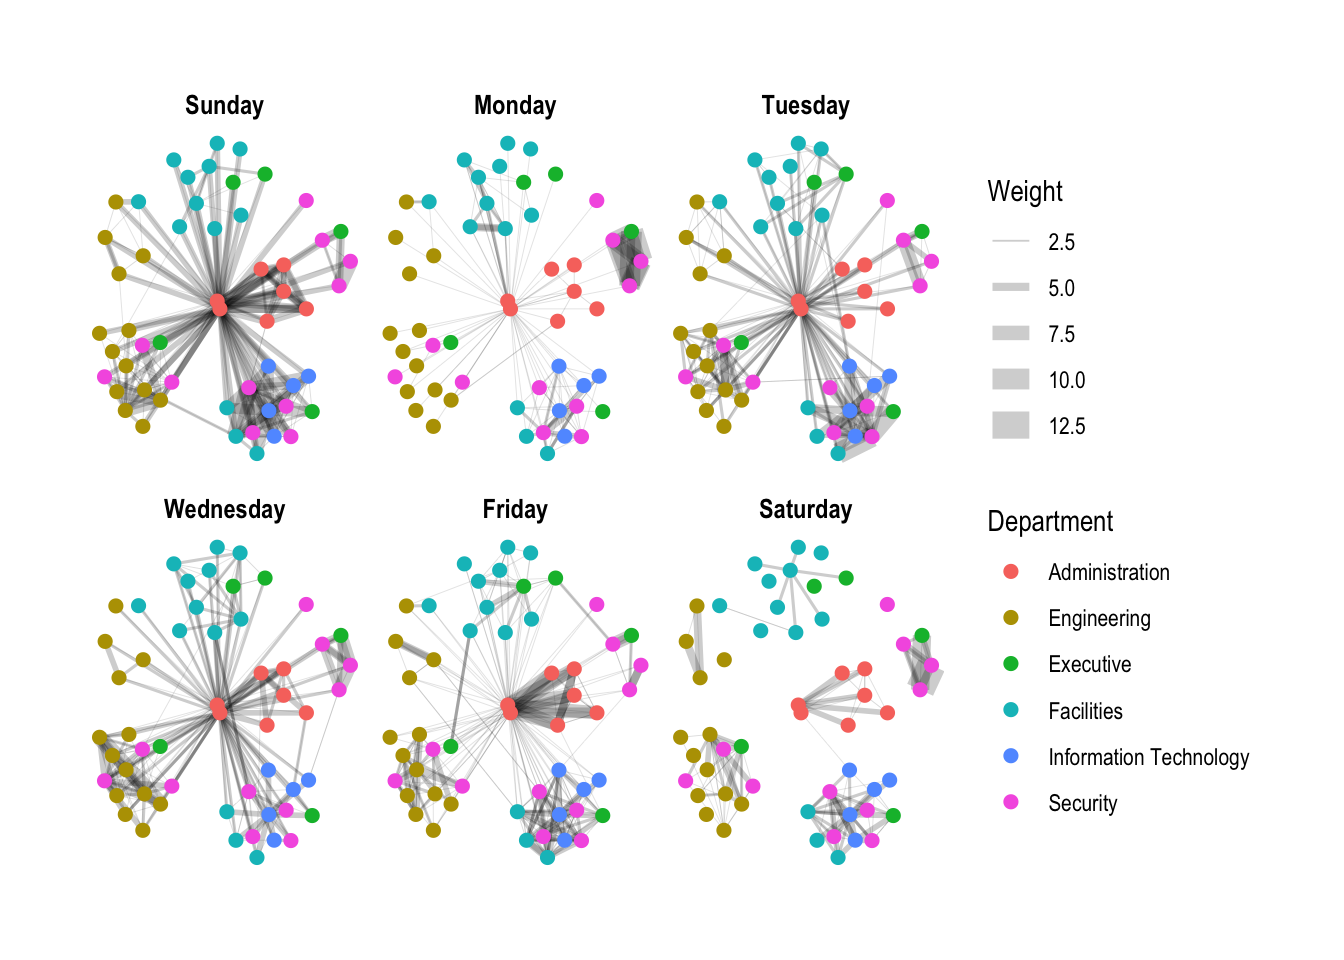 Sunday
Monday
Tuesday
Weight
2.5
5.0
7.5
10.0
12.5
Wednesday
Friday
Saturday
Department
Administration
Engineering
Executive
Facilities
Information Technology
Security